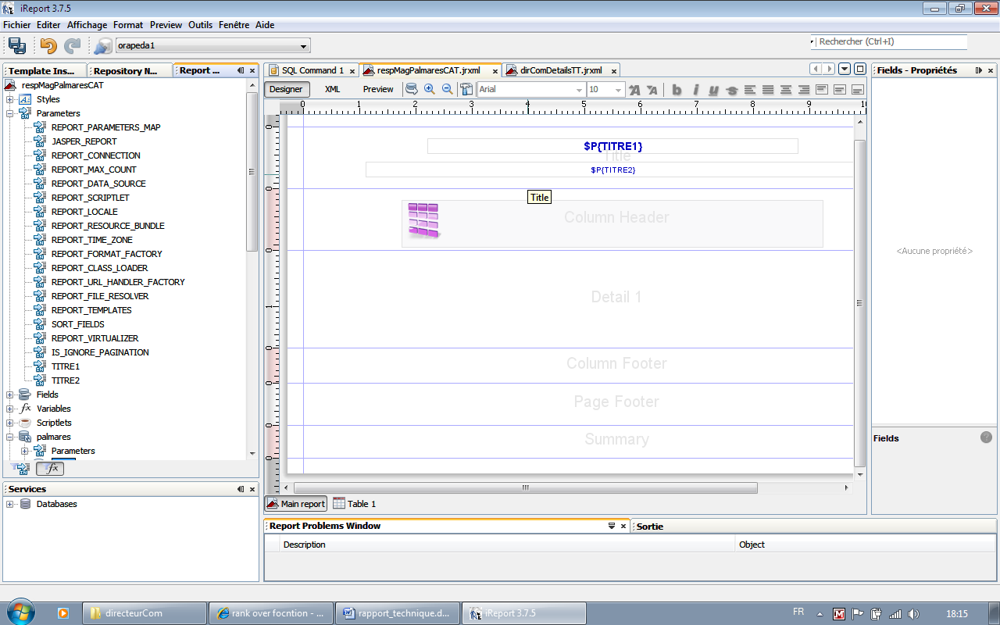 iReport 3.7.5
Fichier Editer Affichage Format Preview Outils Fenêtre Aide
orapeda1
Rechercher (Ctrl+I)
Template Ins... Repository N... Report ...
SQL Command 1 respMagPalmaresCAT.jrxml dirComDetailsTT.jrxml
Fields - Propriétés
respMagPalmaresCAT
Styles
Parameters
REPORT_PARAMETERS_MAP
JASPER_REPORT
REPORT_CONNECTION
REPORT_MAX_COUNT
REPORT_DATA_SOURCE
REPORT_SCRIPTLET
REPORT_LOCALE
REPORT_RESOURCE_BUNDLE
REPORT_TIME_ZONE
REPORT_FORMAT_FACTORY
REPORT_CLASS_LOADER
REPORT_URL_HANDLER_FACTORY
REPORT_FILE_RESOLVER
REPORT_TEMPLATES
SORT_FIELDS
REPORT_VIRTUALIZER
IS_IGNORE_PAGINATION
TITRE1
TITRE2
Fields
Variables
Scriptlets
palmares
Parameters
Services
Databases
Designer XML Preview
Arial 10
0 1 2 3 4 5 6 7 8 9 10
$P{TITRE1}
Title
$P{TITRE2}
Title
Column Header
Detail 1
Column Footer
Page Footer
Summary
Main report Table 1
<Aucune propriété>
Fields
Report Problems Window Sortie
Description Object
directeurCom rank over focntion - ... rapport_technique.d... iReport 3.7.5
FR 18:15